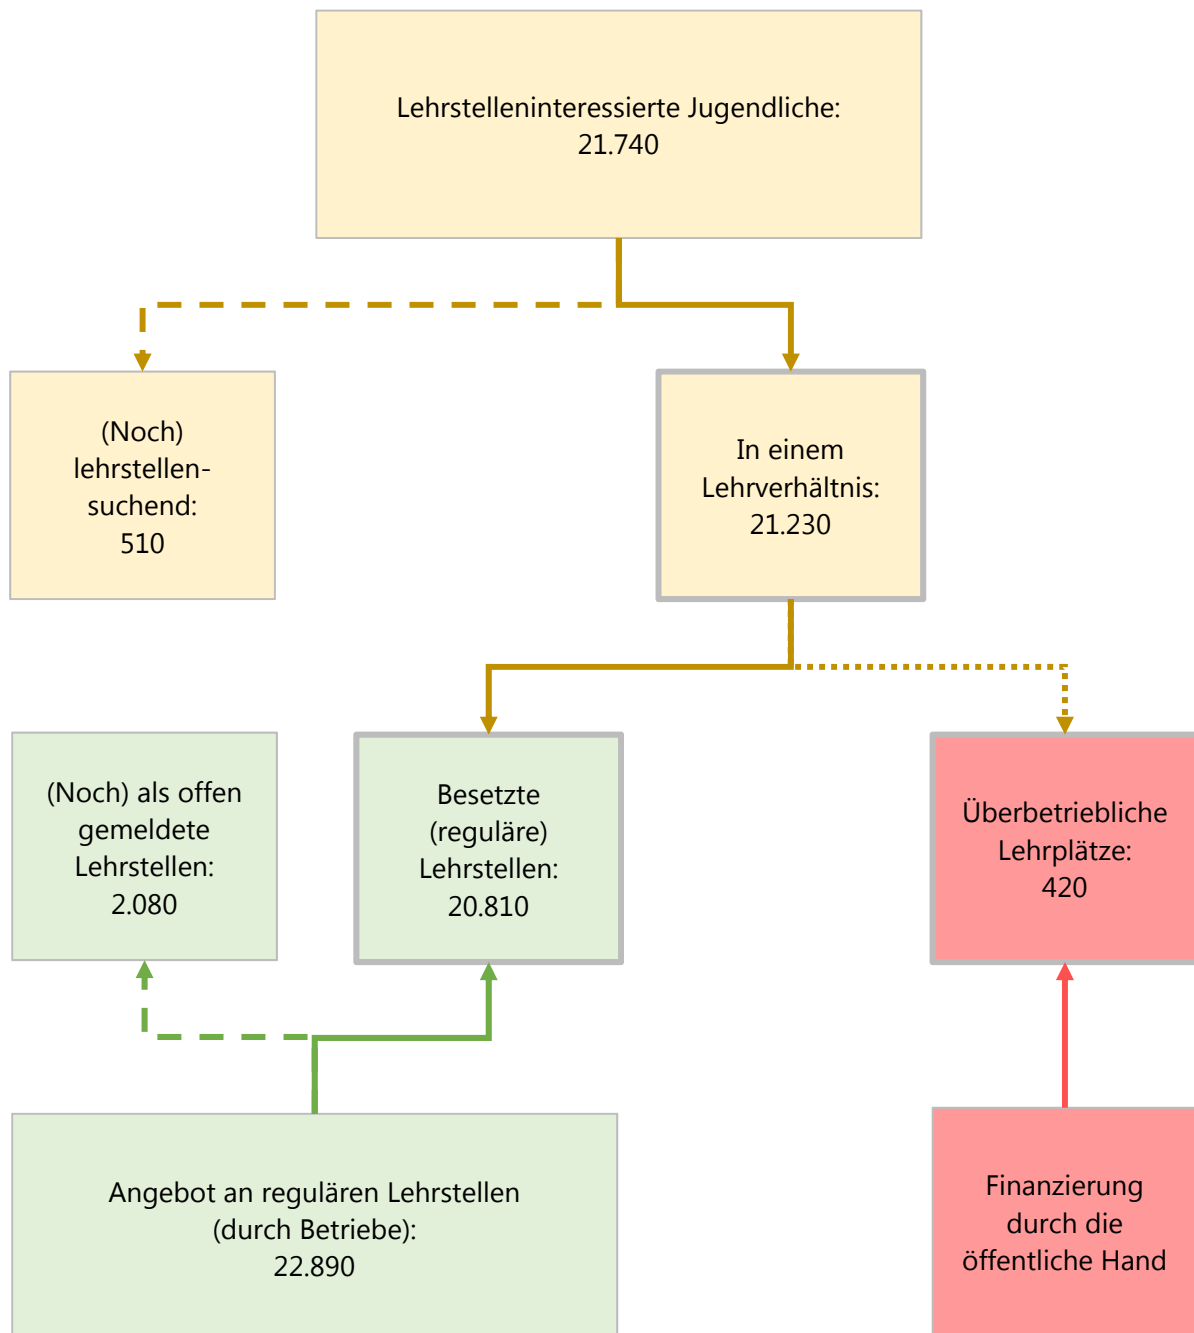 Lehrstelleninteressierte Jugendliche:
21.740
(Noch)
lehrstellen-
suchend:
510
In einem
Lehrverhältnis:
21.230
(Noch) als offen
gemeldete
Lehrstellen:
2.080
Besetzte
(reguläre)
Lehrstellen:
20.810
Überbetriebliche
Lehrplätze:
420
Angebot an regulären Lehrstellen
(durch Betriebe):
22.890
Finanzierung
durch die
öffentliche Hand